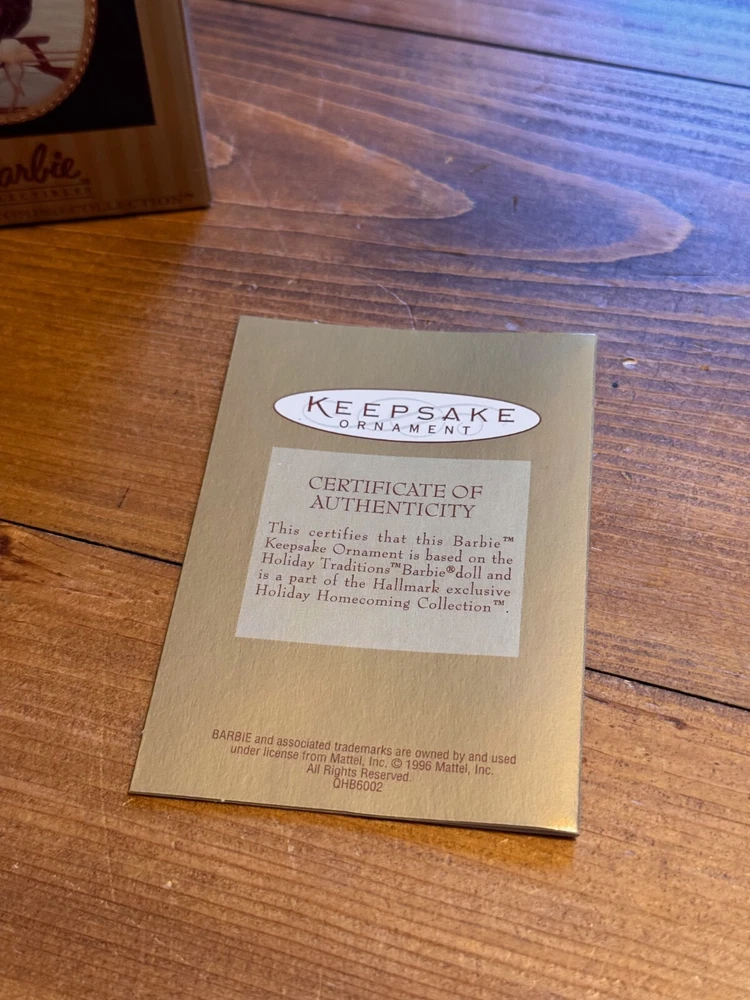 KEEPSAKE
ORNAMENT
CERTIFICATE OF
AUTHENTICITY
This certifies that this Barbie™
Keepsake Ornament is based on the
Holiday Traditions™ Barbie® doll and
is a part of the Hallmark exclusive
Holiday Homecoming Collection™.
BARBIE and associated trademarks are owned by and used
under license from Mattel, Inc. © 1996 Mattel, Inc.
All Rights Reserved
QHB6002